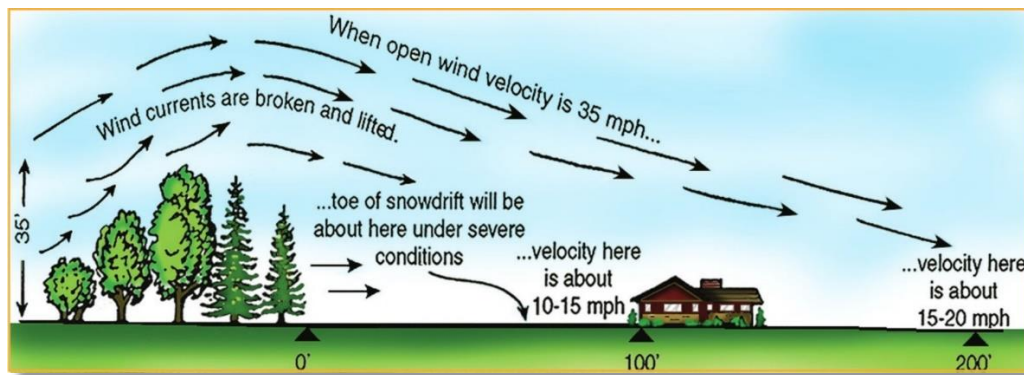 When open wind velocity is 35 mph...
Wind currents are broken and lifted.
35'
...toe of snowdrift will be
about here under severe
conditions
...velocity here
is about
10-15 mph
...velocity here
is about
15-20 mph
0'
100'
200'